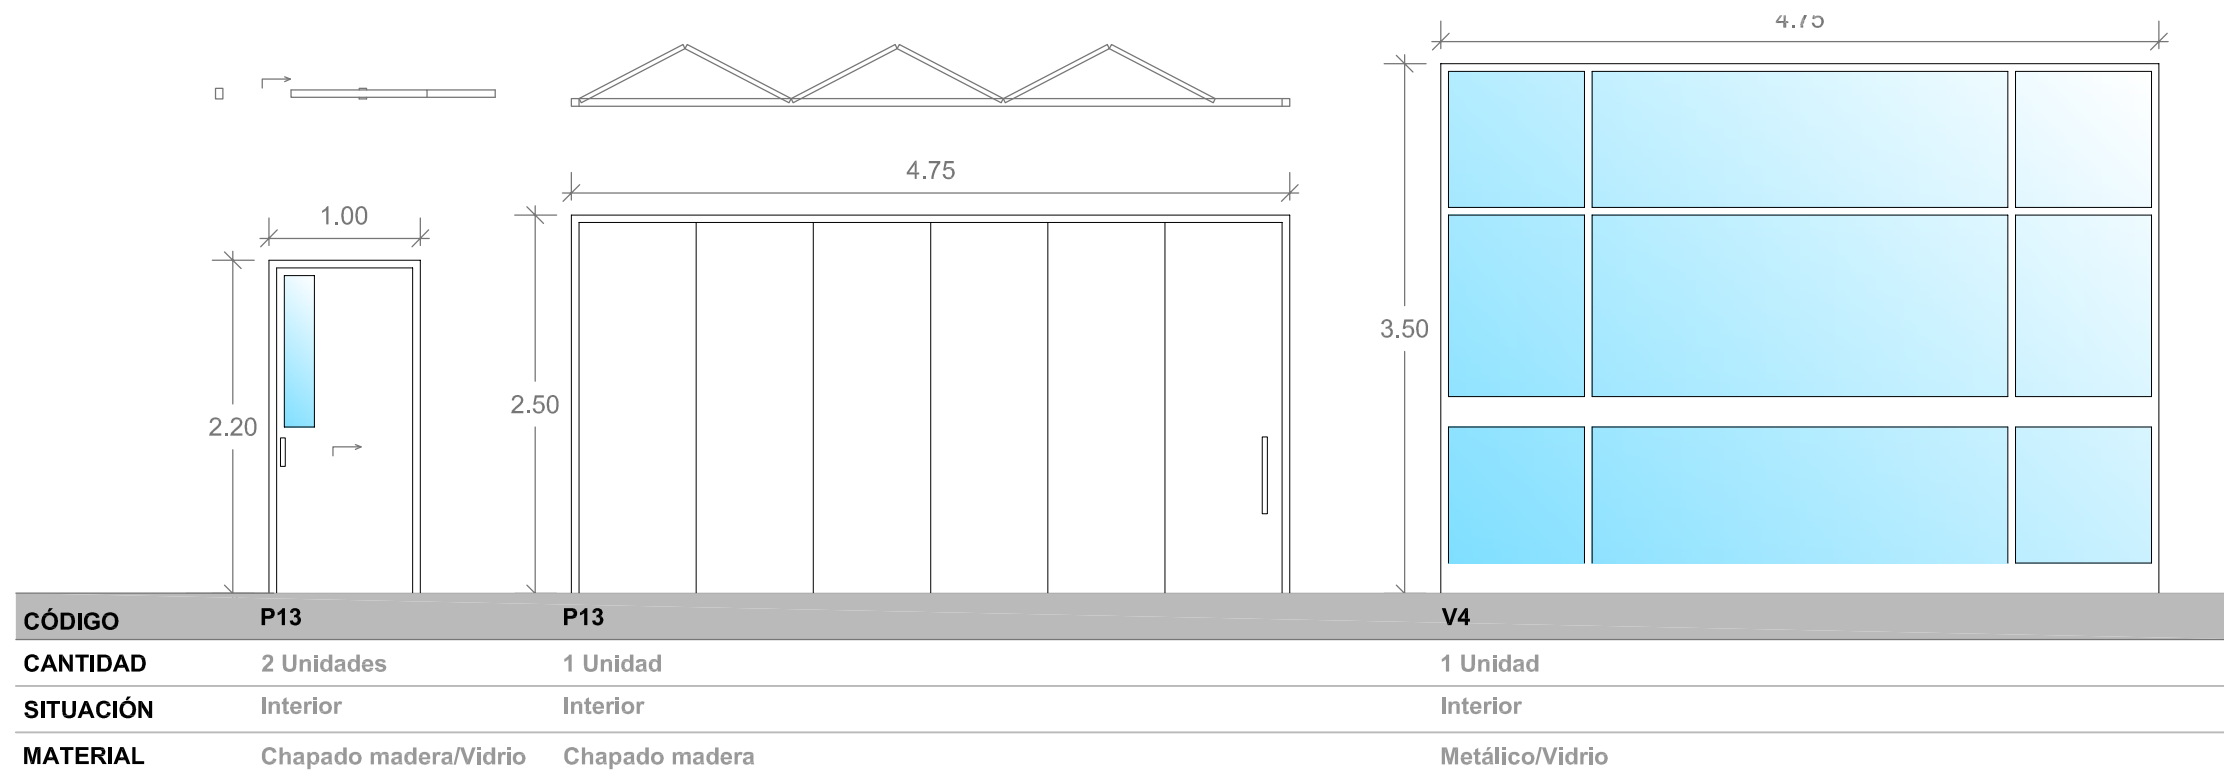 4.75
4.75
1.00
3.50
2.50
2.20
CÓDIGO P13 P13 V4
CANTIDAD 2 Unidades 1 Unidad 1 Unidad
SITUACIÓN Interior Interior Interior
MATERIAL Chapado madera/Vidrio Chapado madera Metálico/Vidrio